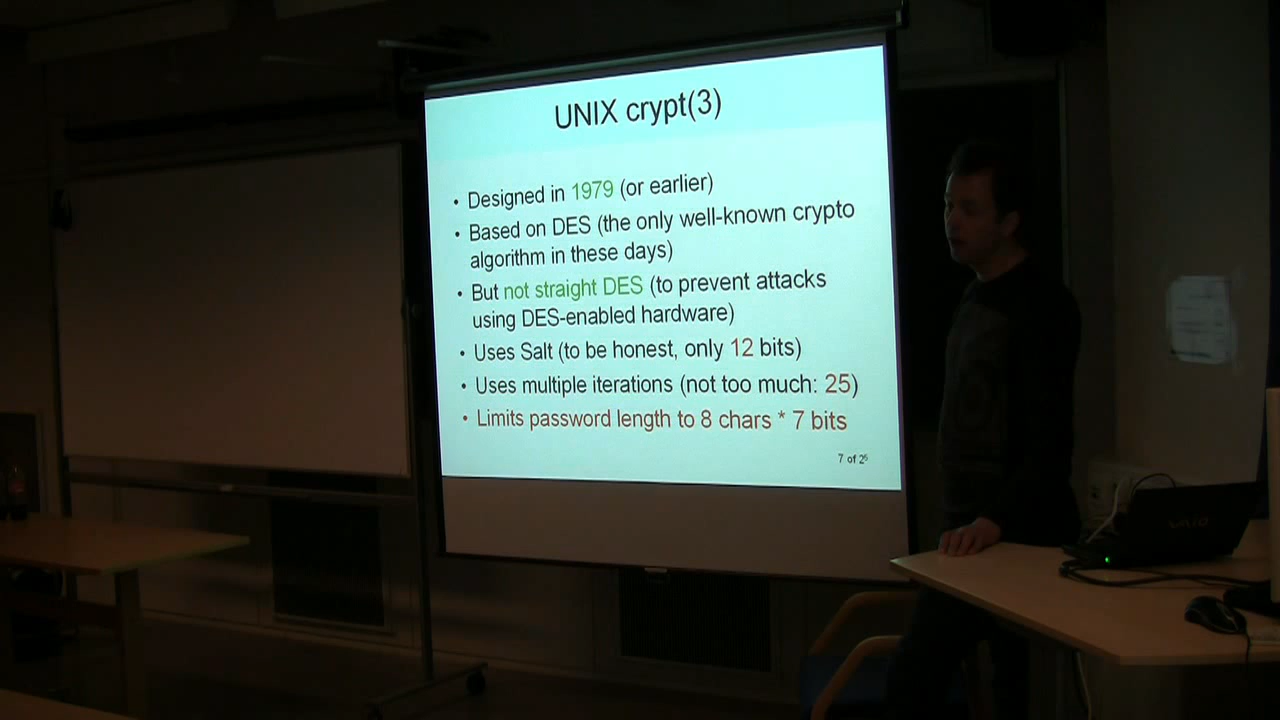 UNIX crypt(3)
• Designed in 1979 (or earlier)
• Based on DES (the only well-known crypto
algorithm in these days)
• But not straight DES (to prevent attacks
using DES-enabled hardware)
• Uses Salt (to be honest, only 12 bits)
• Uses multiple iterations (not too much: 25)
• Limits password length to 8 chars * 7 bits
7 of 2
VAIO